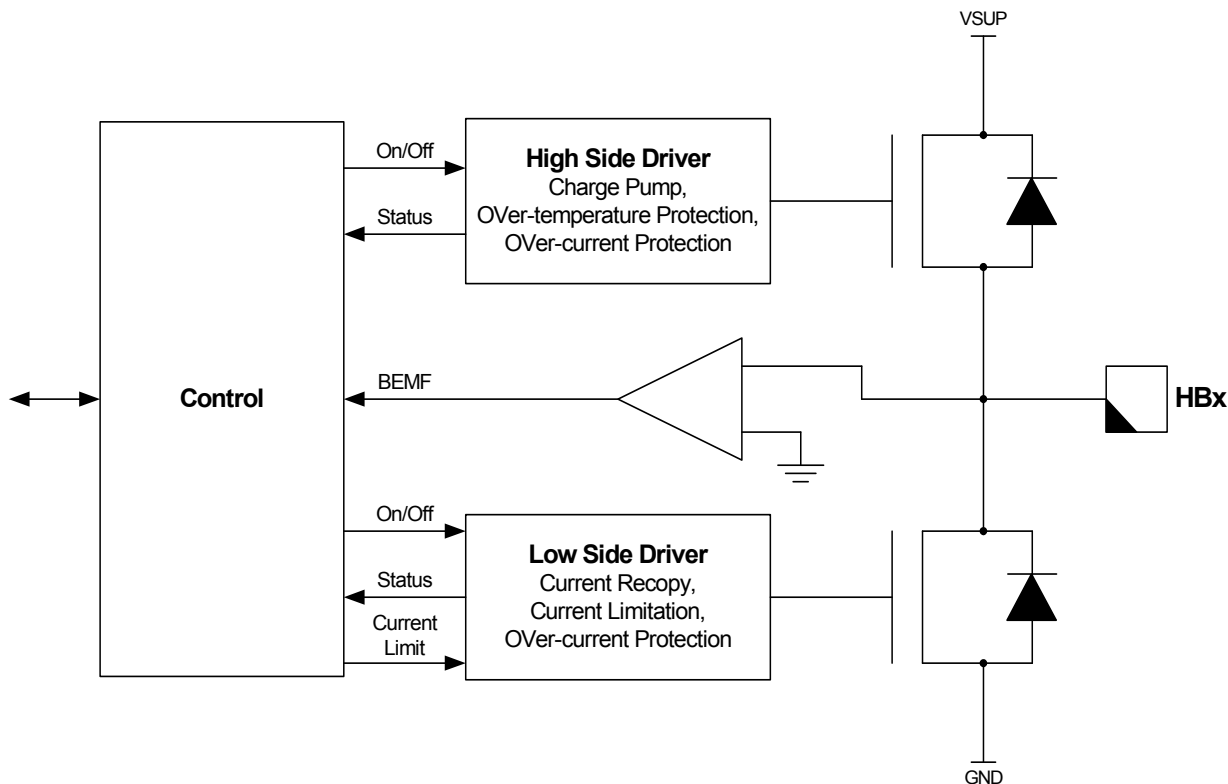 VSUP
On/Off
Status
High Side Driver
Charge Pump,
OVer-temperature Protection,
OVer-current Protection
Control
BEMF
HBx
On/Off
Status
Current
Limit
Low Side Driver
Current Recopy,
Current Limitation,
OVer-current Protection
GND